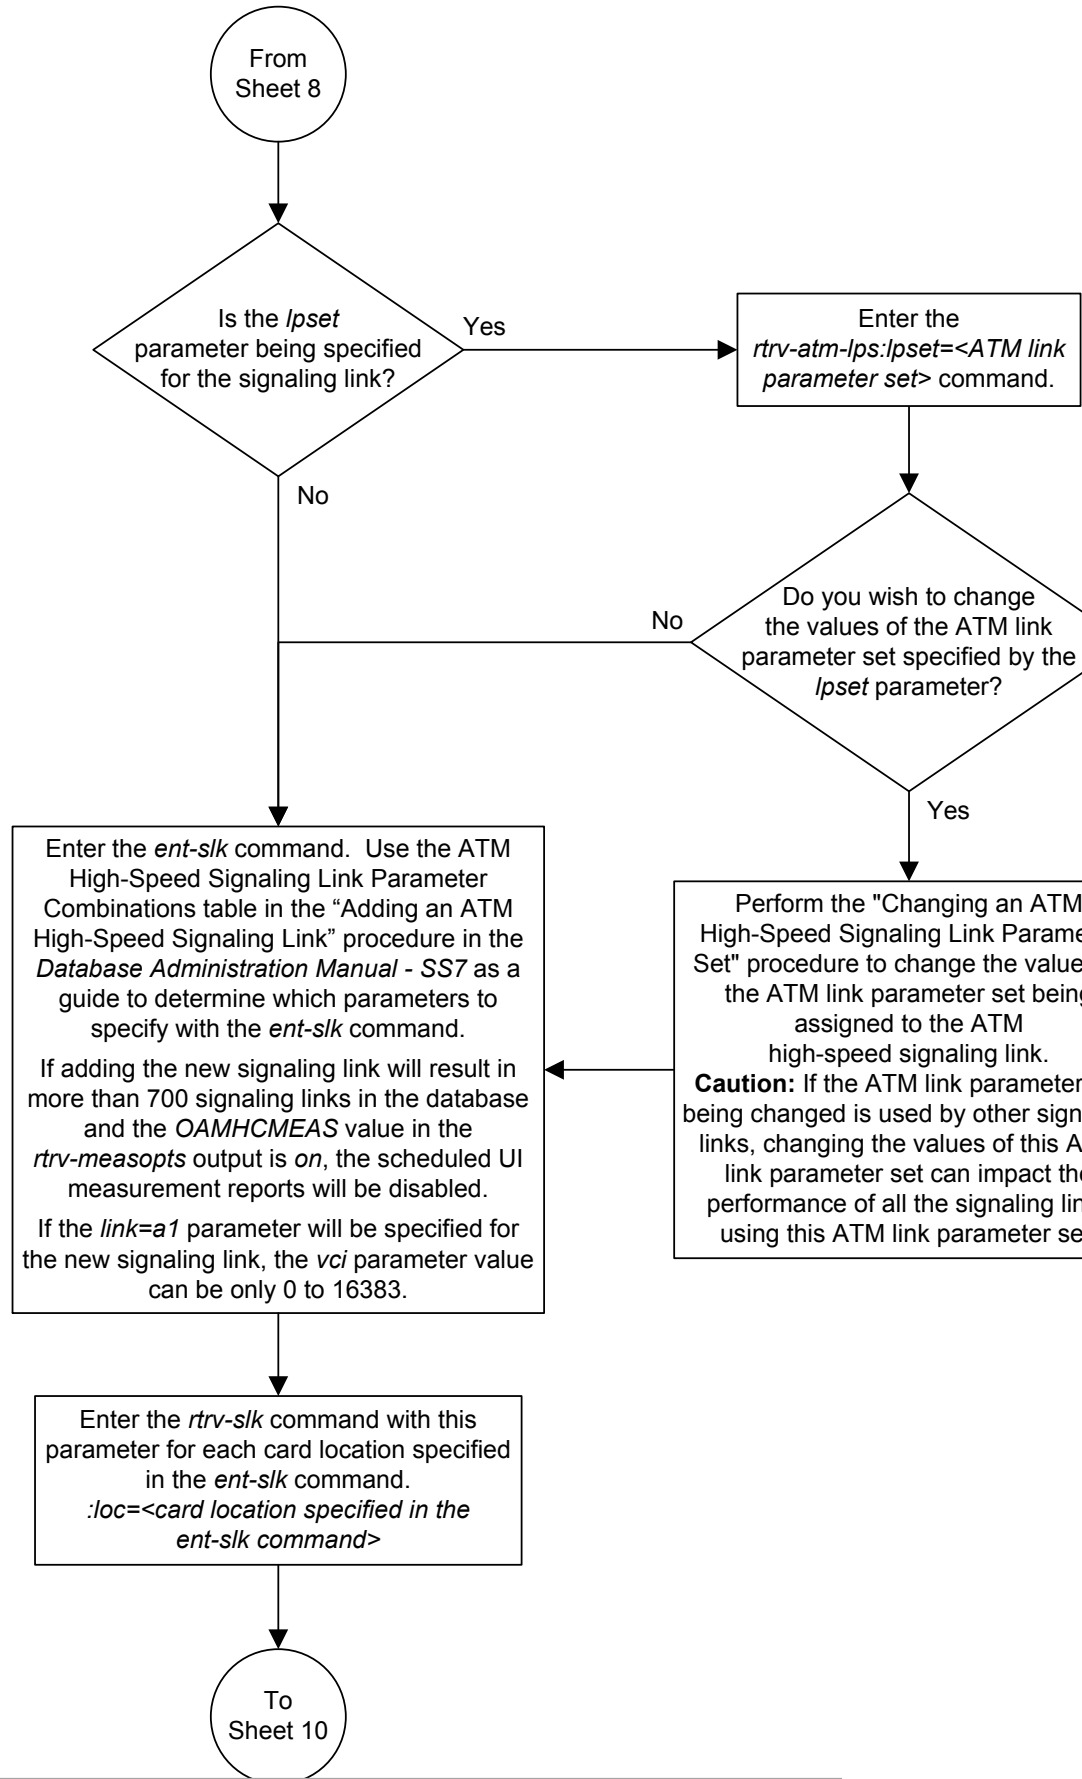 From
Sheet 8
Is the lpset
parameter being specified
for the signaling link?
Yes
Enter the
rtrv-atm-lps:lpset=<ATM link
parameter set> command.
No
Do you wish to change
the values of the ATM link
parameter set specified by the
lpset parameter?
No
Yes
Enter the ent-slk command.  Use the ATM
High-Speed Signaling Link Parameter
Combinations table in the “Adding an ATM
High-Speed Signaling Link” procedure in the
Database Administration Manual - SS7 as a
guide to determine which parameters to
specify with the ent-slk command.
If adding the new signaling link will result in
more than 700 signaling links in the database
and the OAMHCMEAS value in the
rtrv-measopts output is on, the scheduled UI
measurement reports will be disabled.
If the link=a1 parameter will be specified for
the new signaling link, the vci parameter value
can be only 0 to 16383.
Perform the "Changing an ATM
High-Speed Signaling Link
Set" procedure to change the
the ATM link parameter set
assigned to the ATM
high-speed signaling link.
Caution: If the ATM link parameter
being changed is used by other
links, changing the values of this
link parameter set can impact
performance of all the signaling
using this ATM link parameter
Enter the rtrv-slk command with this
parameter for each card location specified
in the ent-slk command.
:loc=<card location specified in the
ent-slk command>
To
Sheet 10